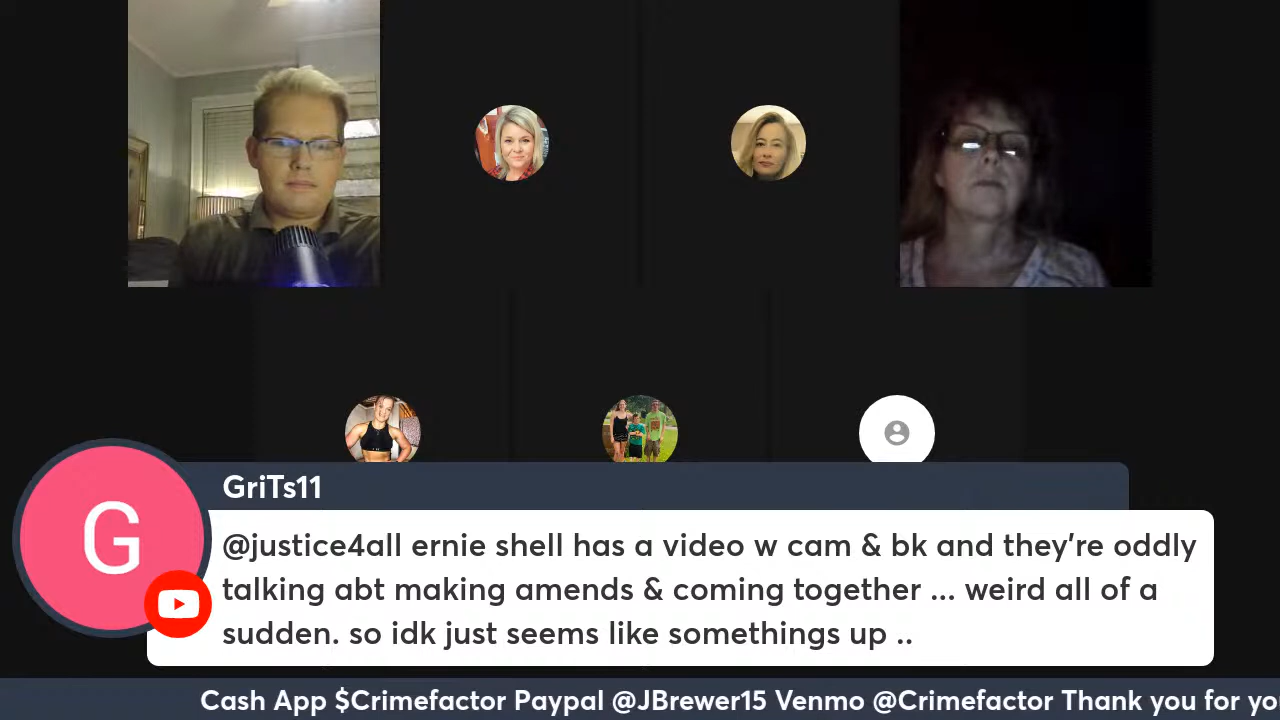 GriTs11
G
@justice4all ernie shell has a video w cam & bk and they're oddly
talking abt making amends & coming together ... weird all of a
sudden. so idk just seems like somethings up ..
Cash App $Crimefactor Paypal @JBrewer15 Venmo @Crimefactor Thank you for yo